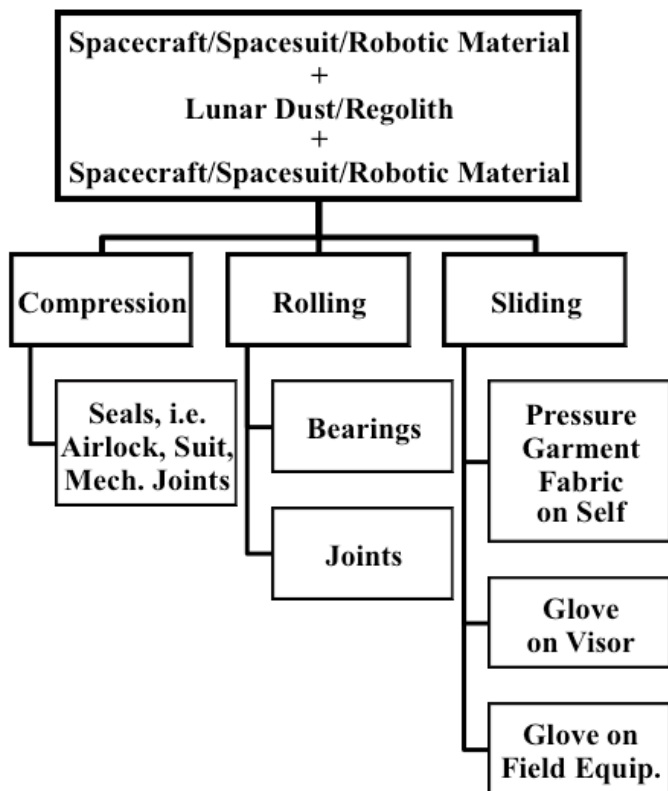 Spacecraft/Spacesuit/Robotic Material
+
Lunar Dust/Regolith
+
Spacecraft/Spacesuit/Robotic Material
Compression
Rolling
Sliding
Seals, i.e.
Airlock, Suit,
Mech. Joints
Bearings
Joints
Pressure
Garment
Fabric
on Self
Glove
on Visor
Glove on
Field Equip.